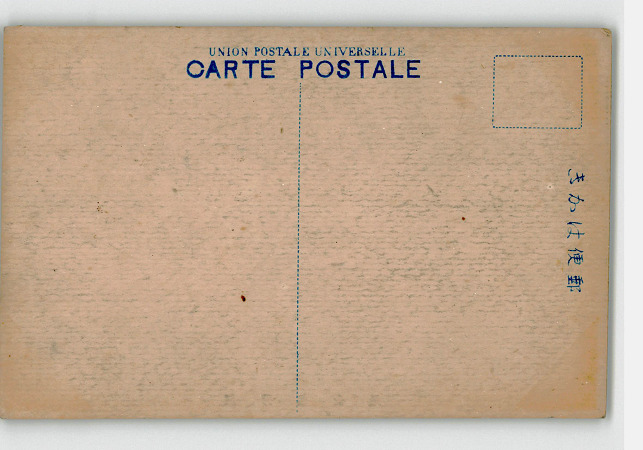 UNION POSTALE UNIVERSELLE
CARTE POSTALE
きかは便郵